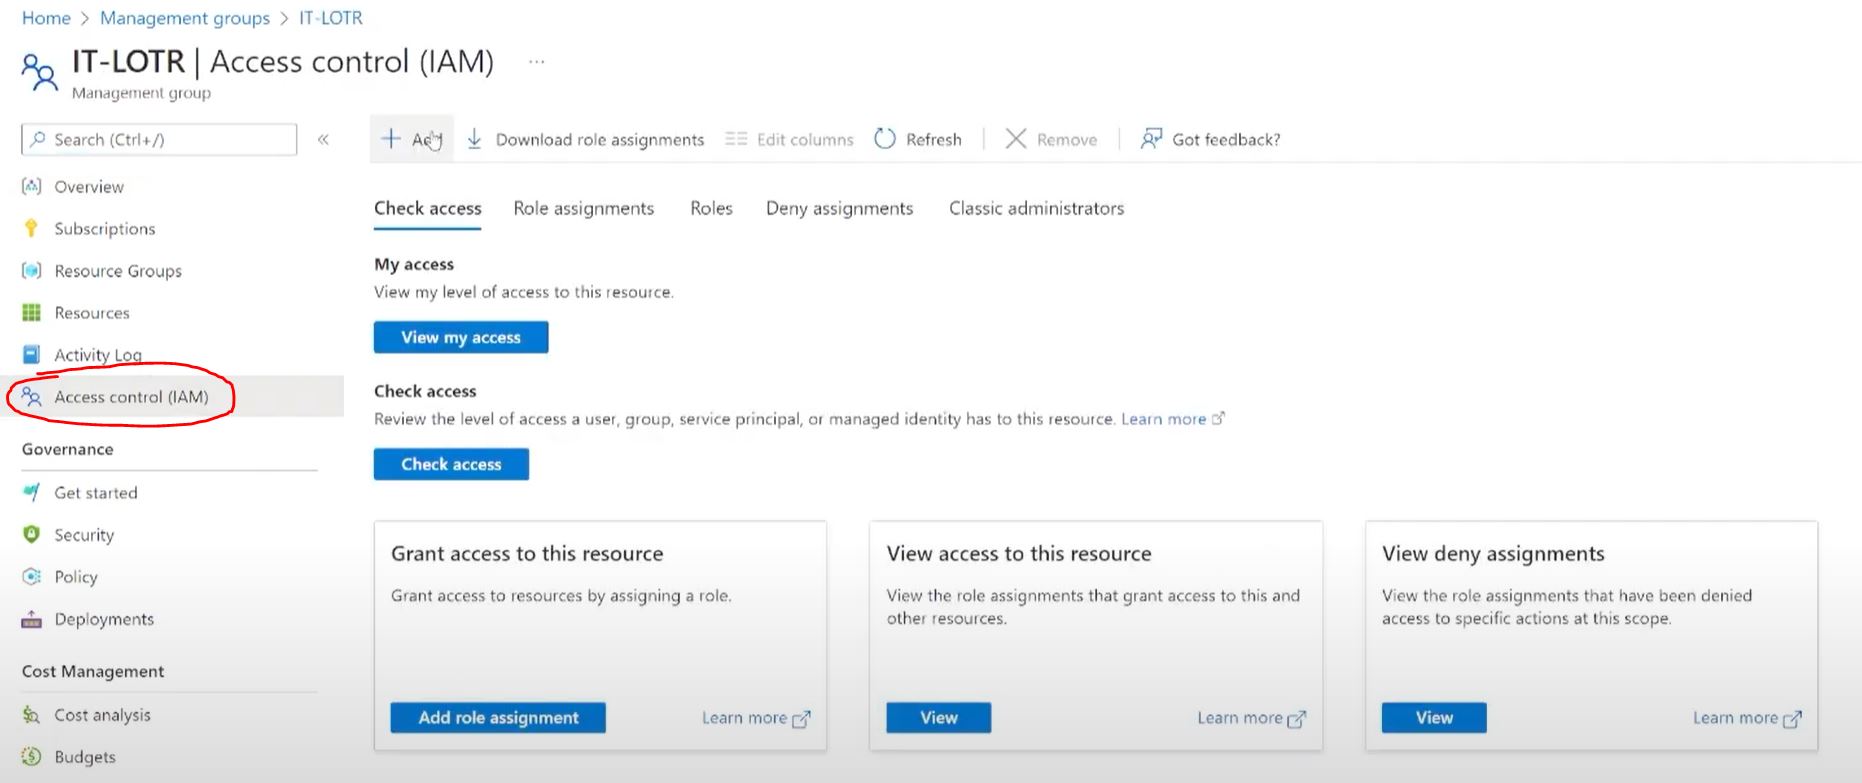 Home > Management groups > IT-LOTR
IT-LOTR | Access control (IAM) ...
Management group
Search (Ctrl+/)
«
Overview
Subscriptions
Resource Groups
Resources
Activity Log
Access control (IAM)
Governance
Get started
Security
Policy
Deployments
Cost Management
Cost analysis
Budgets
+ Add
Download role assignments
Edit columns
Refresh
Remove
Got feedback?
Check access Role assignments Roles Deny assignments Classic administrators
My access
View my level of access to this resource.
View my access
Check access
Review the level of access a user, group, service principal, or managed identity has to this resource. Learn more
Check access
Grant access to this resource
Grant access to resources by assigning a role.
Add role assignment
Learn more
View access to this resource
View the role assignments that grant access to this and
other resources.
View
Learn more
View deny assignments
View the role assignments that have been denied
access to specific actions at this scope.
View
Learn more